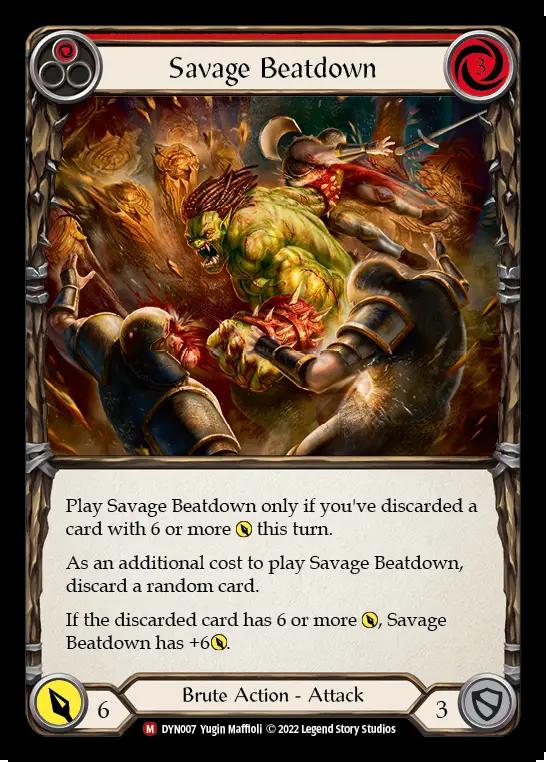 Savage Beatdown
3
Play Savage Beatdown only if you've discarded a
card with 6 or more this turn.
As an additional cost to play Savage Beatdown,
discard a random card.
If the discarded card has 6 or more , Savage
Beatdown has +6.
6
Brute Action - Attack
3
M DYN007 Yugin Maffioli © 2022 Legend Story Studios